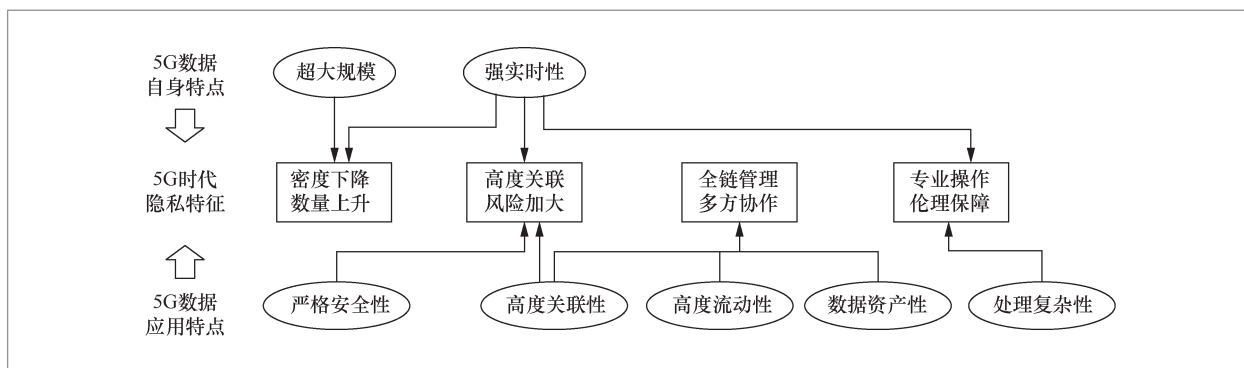 5G数据
自身特点
超大规模
强实时性
5G时代
隐私特征
密度下降
数量上升
高度关联
风险加大
全链管理
多方协作
专业操作
伦理保障
5G数据
应用特点
严格安全性
高度关联性
高度流动性
数据资产性
处理复杂性